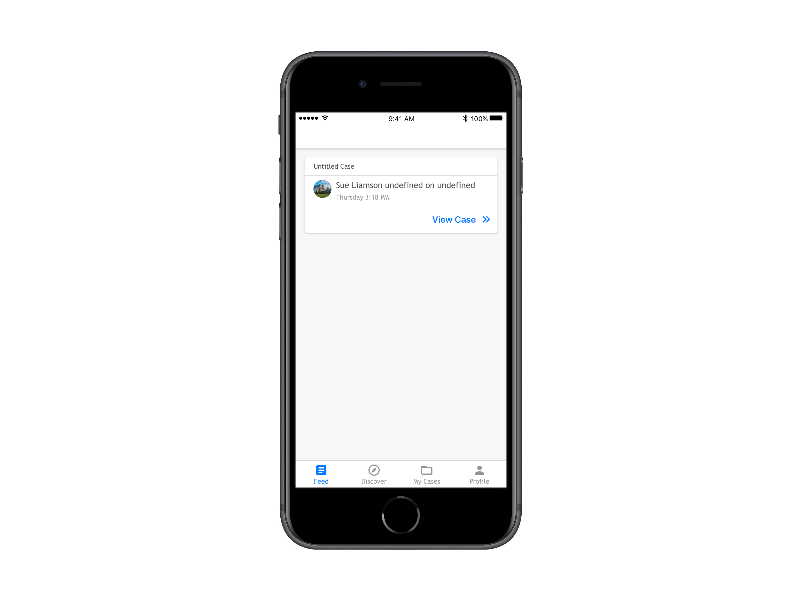 9:41 AM
100%
Untitled Case
Sue Liamson undefined on undefined
Thursday 3:18 PM
View Case
Feed
Discover
My Cases
Profile